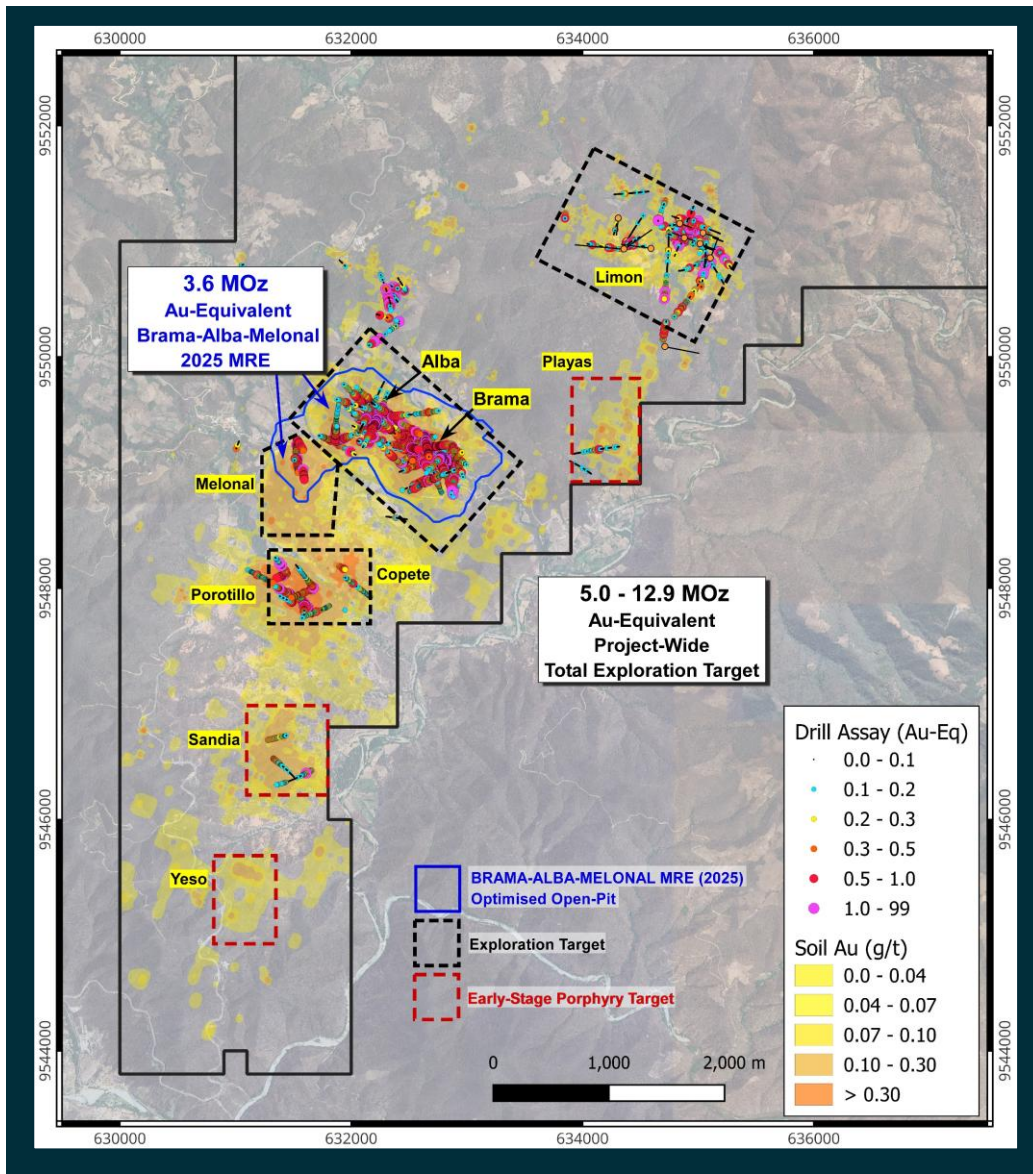 630000
632000
634000
636000
9552000
9552000
3.6 MOz
Au-Equivalent
Brama-Alba-Melonal
2025 MRE
Limon
9550000
9550000
Alba
Playas
Brama
Melonal
Copete
Porotillo
9548000
9548000
5.0 - 12.9 MOz
Au-Equivalent
Project-Wide
Total Exploration Target
Sandia
9546000
9546000
Yeso
BRAMA-ALBA-MELONAL MRE (2025)
Optimised Open-Pit
Exploration Target
Early-Stage Porphyry Target
Drill Assay (Au-Eq)
0.0 - 0.1
0.1 - 0.2
0.2 - 0.3
0.3 - 0.5
0.5 - 1.0
1.0 - 99
Soil Au (g/t)
0.0 - 0.04
0.04 - 0.07
0.07 - 0.10
0.10 - 0.30
> 0.30
9544000
9544000
0 1,000 2,000 m
630000
632000
634000
636000